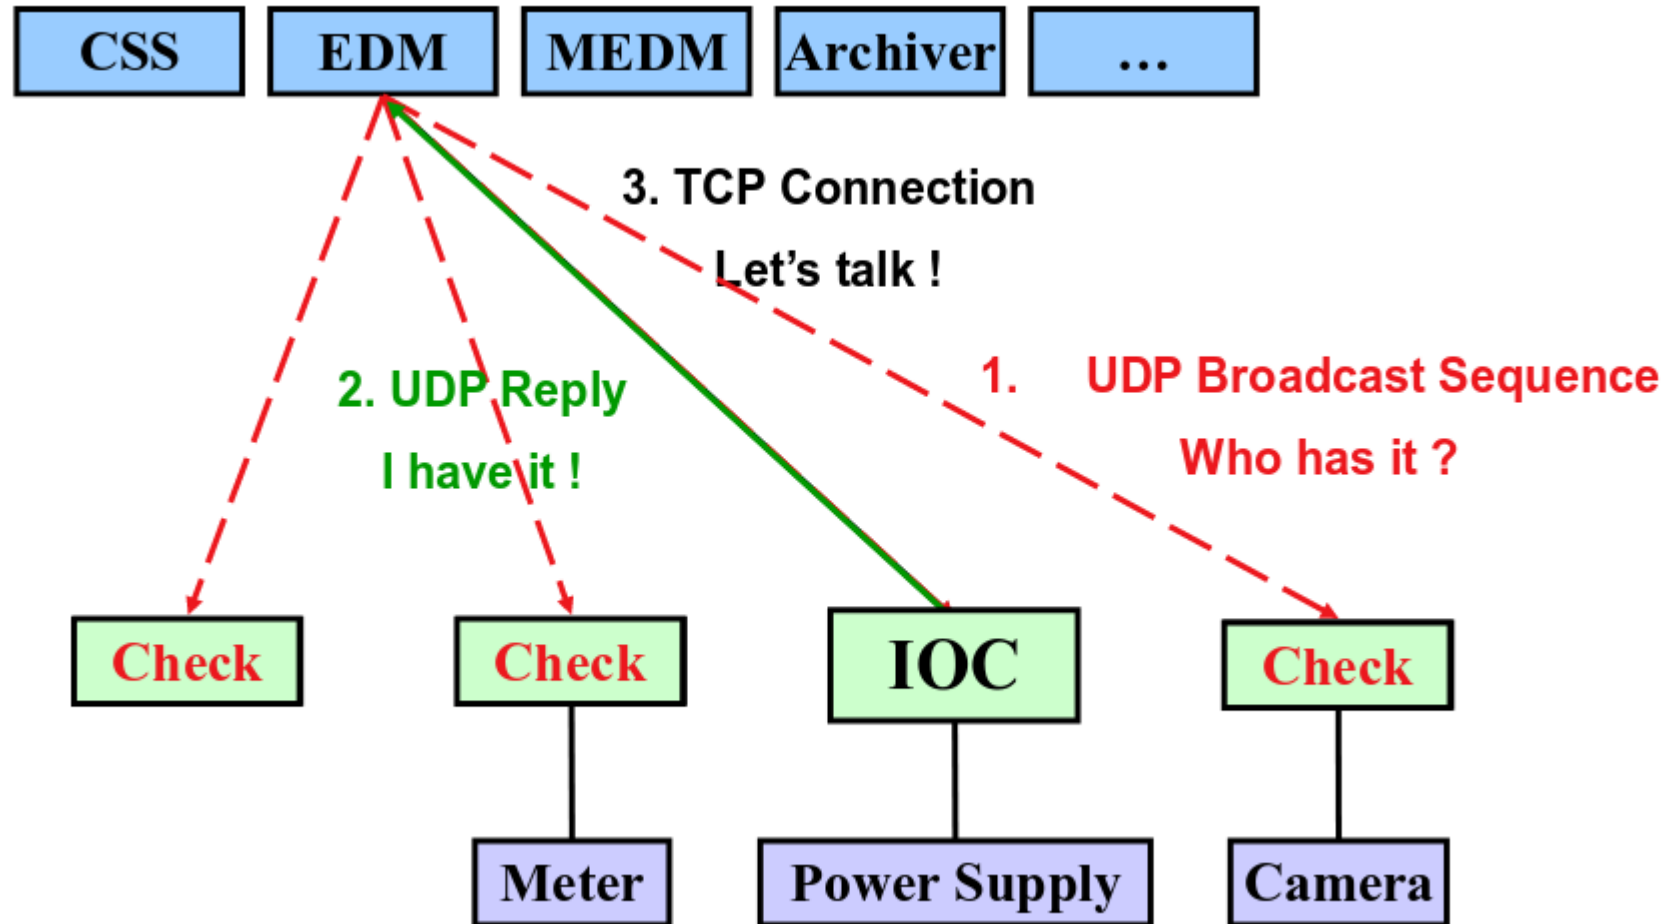 CSS
EDM
MEDM
Archiver
…
3. TCP Connection
Let’s talk !
1. UDP Broadcast Sequence
Who has it ?
2. UDP Reply
I have it !
Check
Check
IOC
Check
Meter
Power Supply
Camera